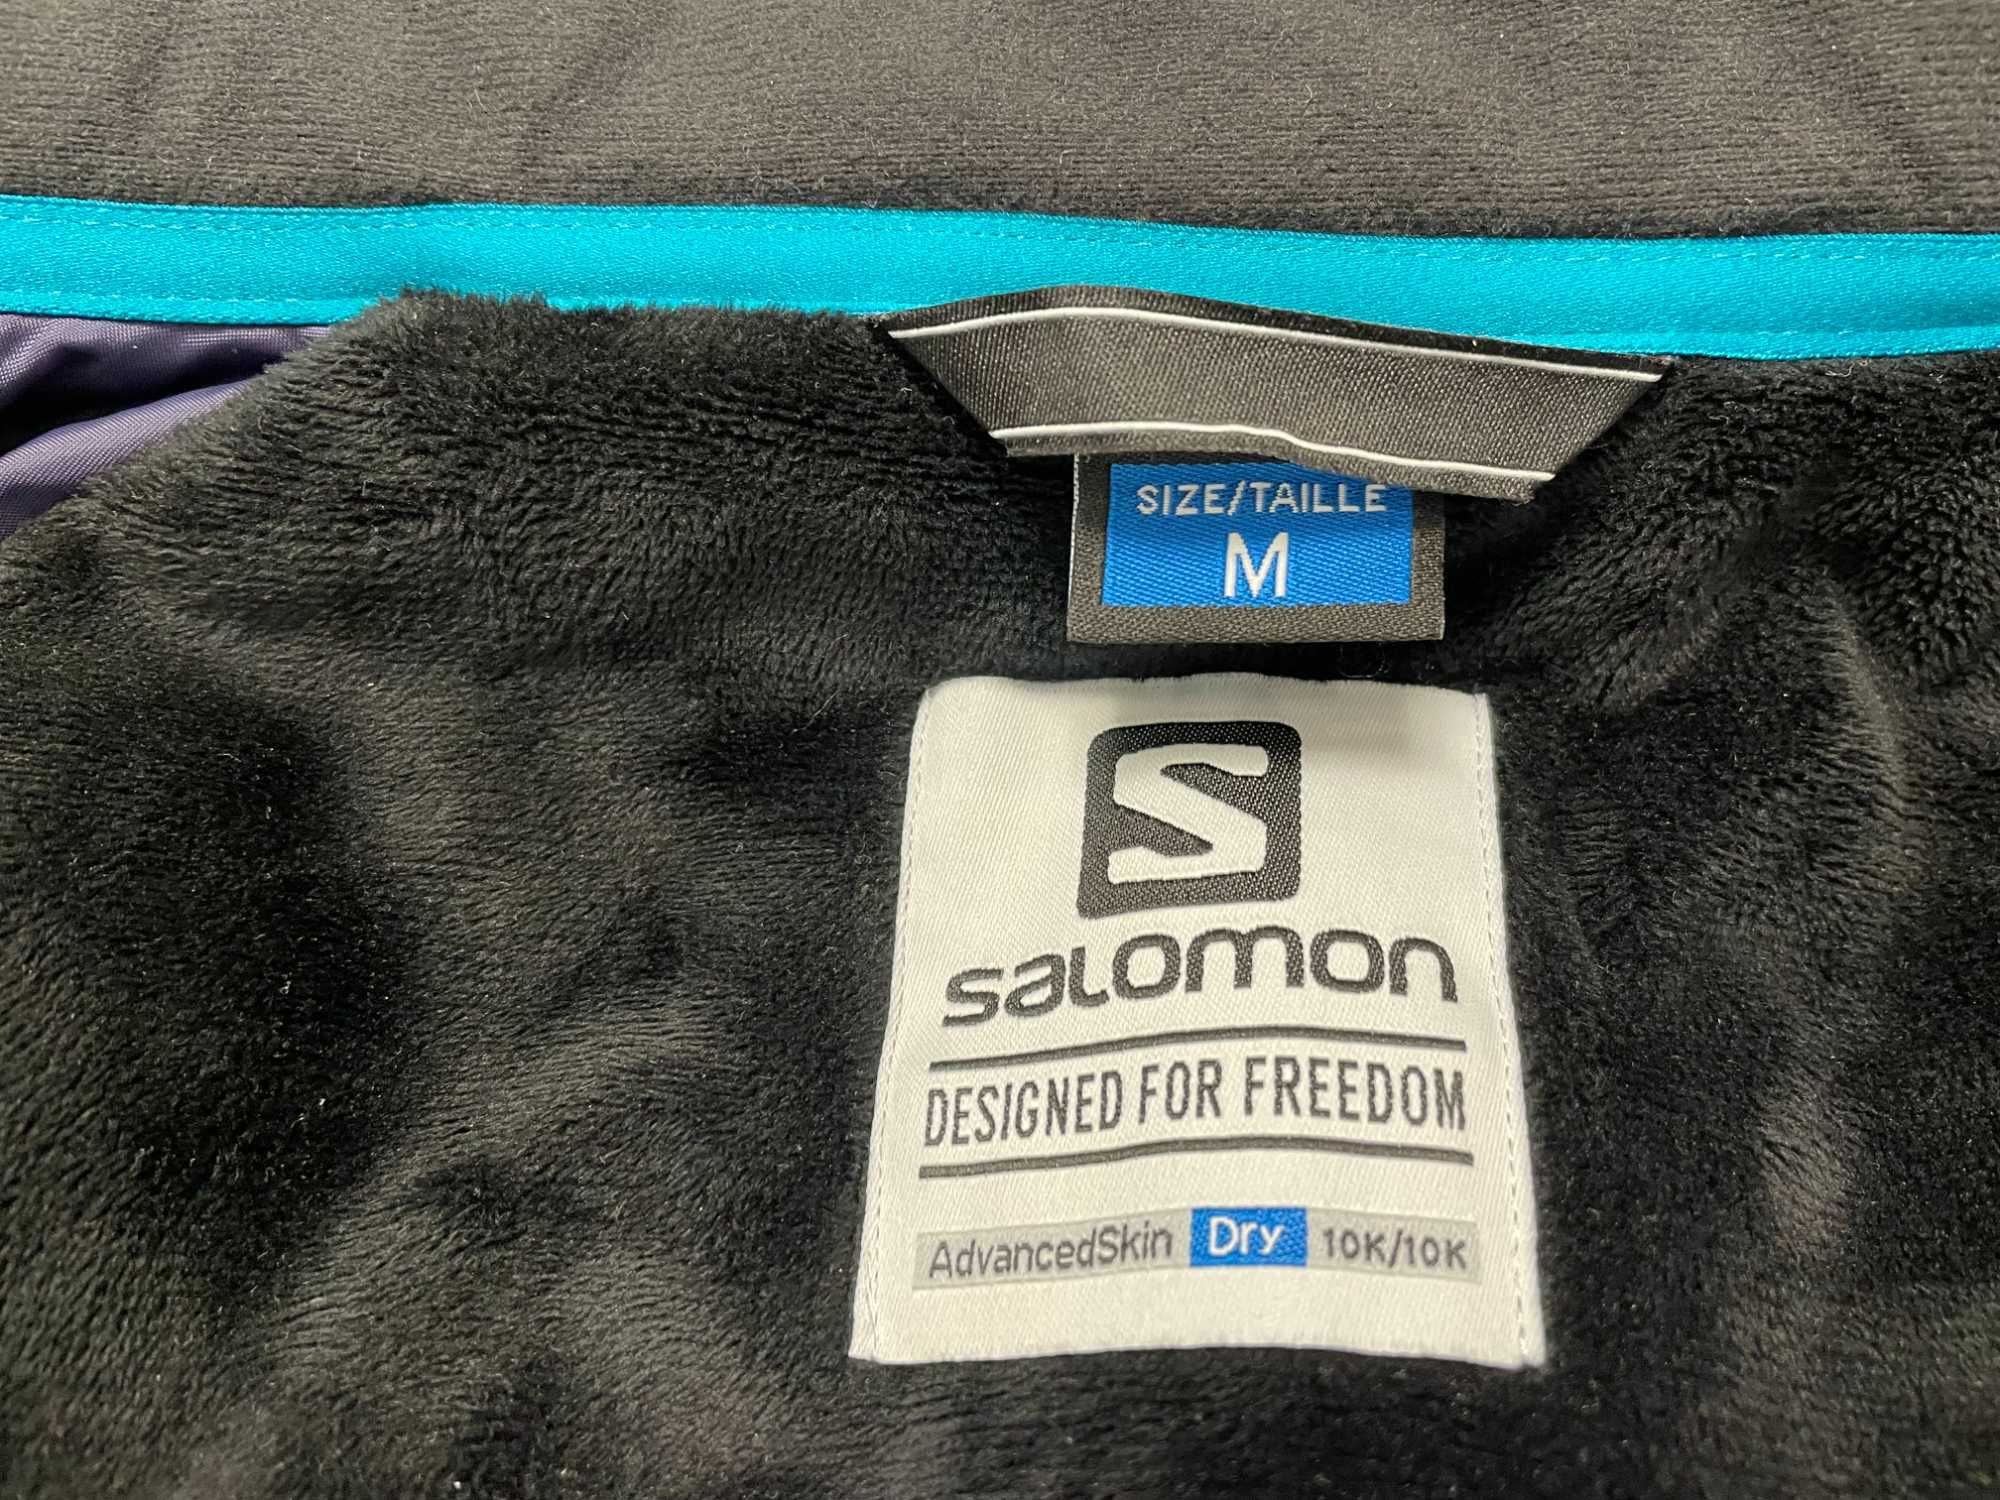 SIZE/TAILLE
M
S
salomon
DESIGNED FOR FREEDOM
AdvancedSkin Dry 10K/10K